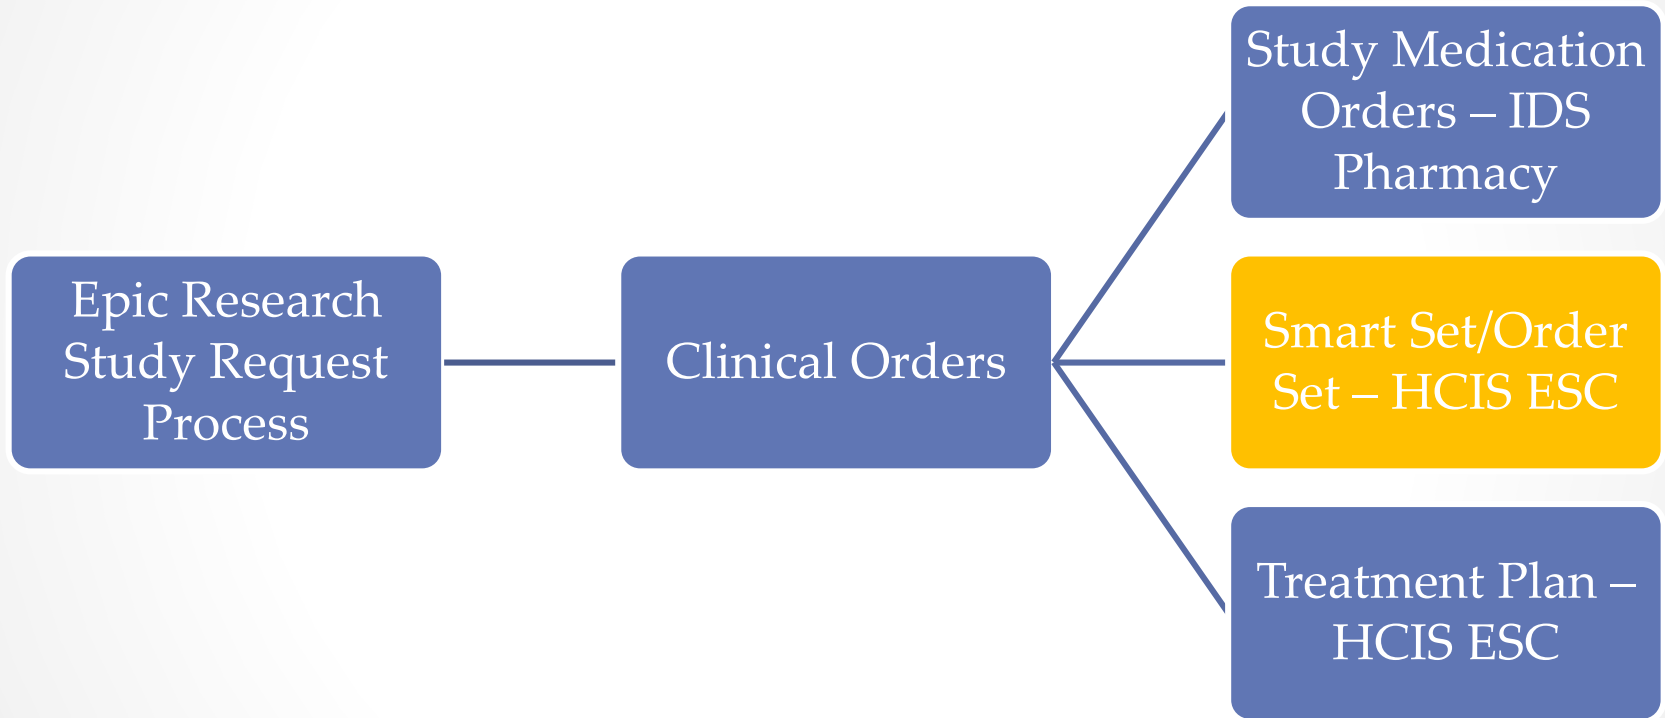 Epic Research
Study Request
Process
Clinical Orders
Study Medication
Orders – IDS
Pharmacy
Smart Set/Order
Set – HCIS ESC
Treatment Plan –
HCIS ESC